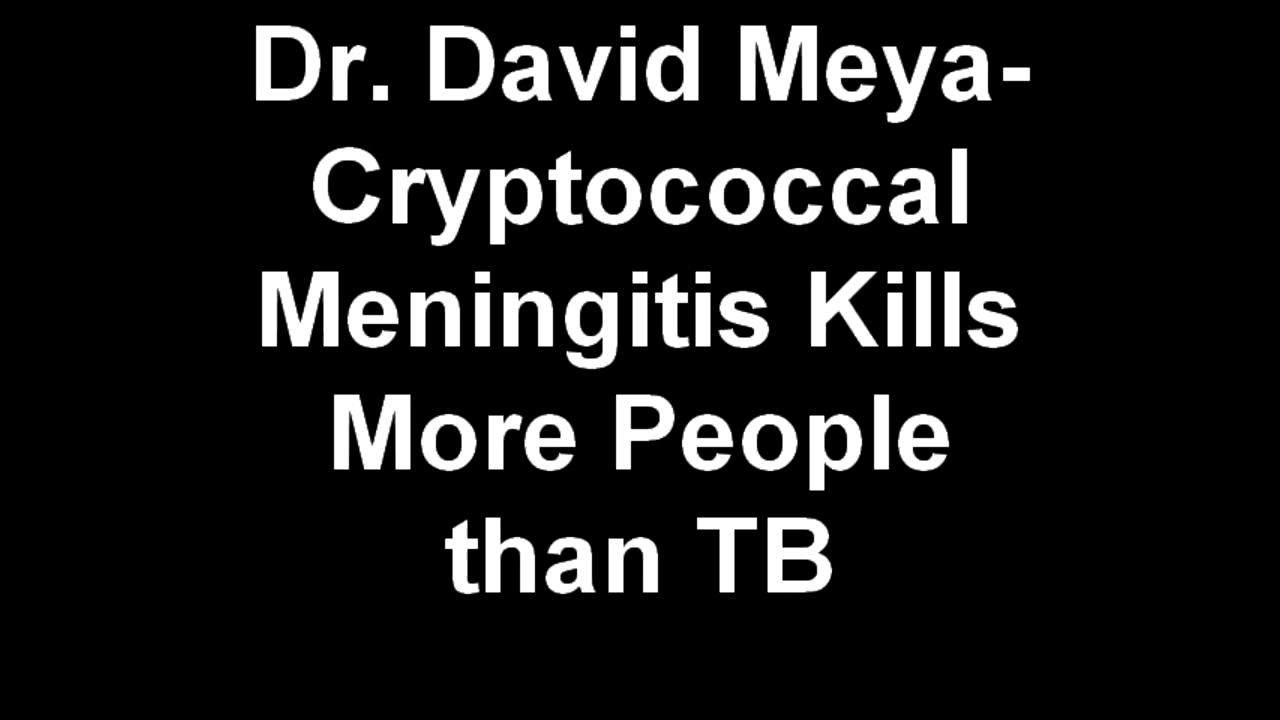 Dr. David Meya-
Cryptococcal
Meningitis Kills
More People
than TB